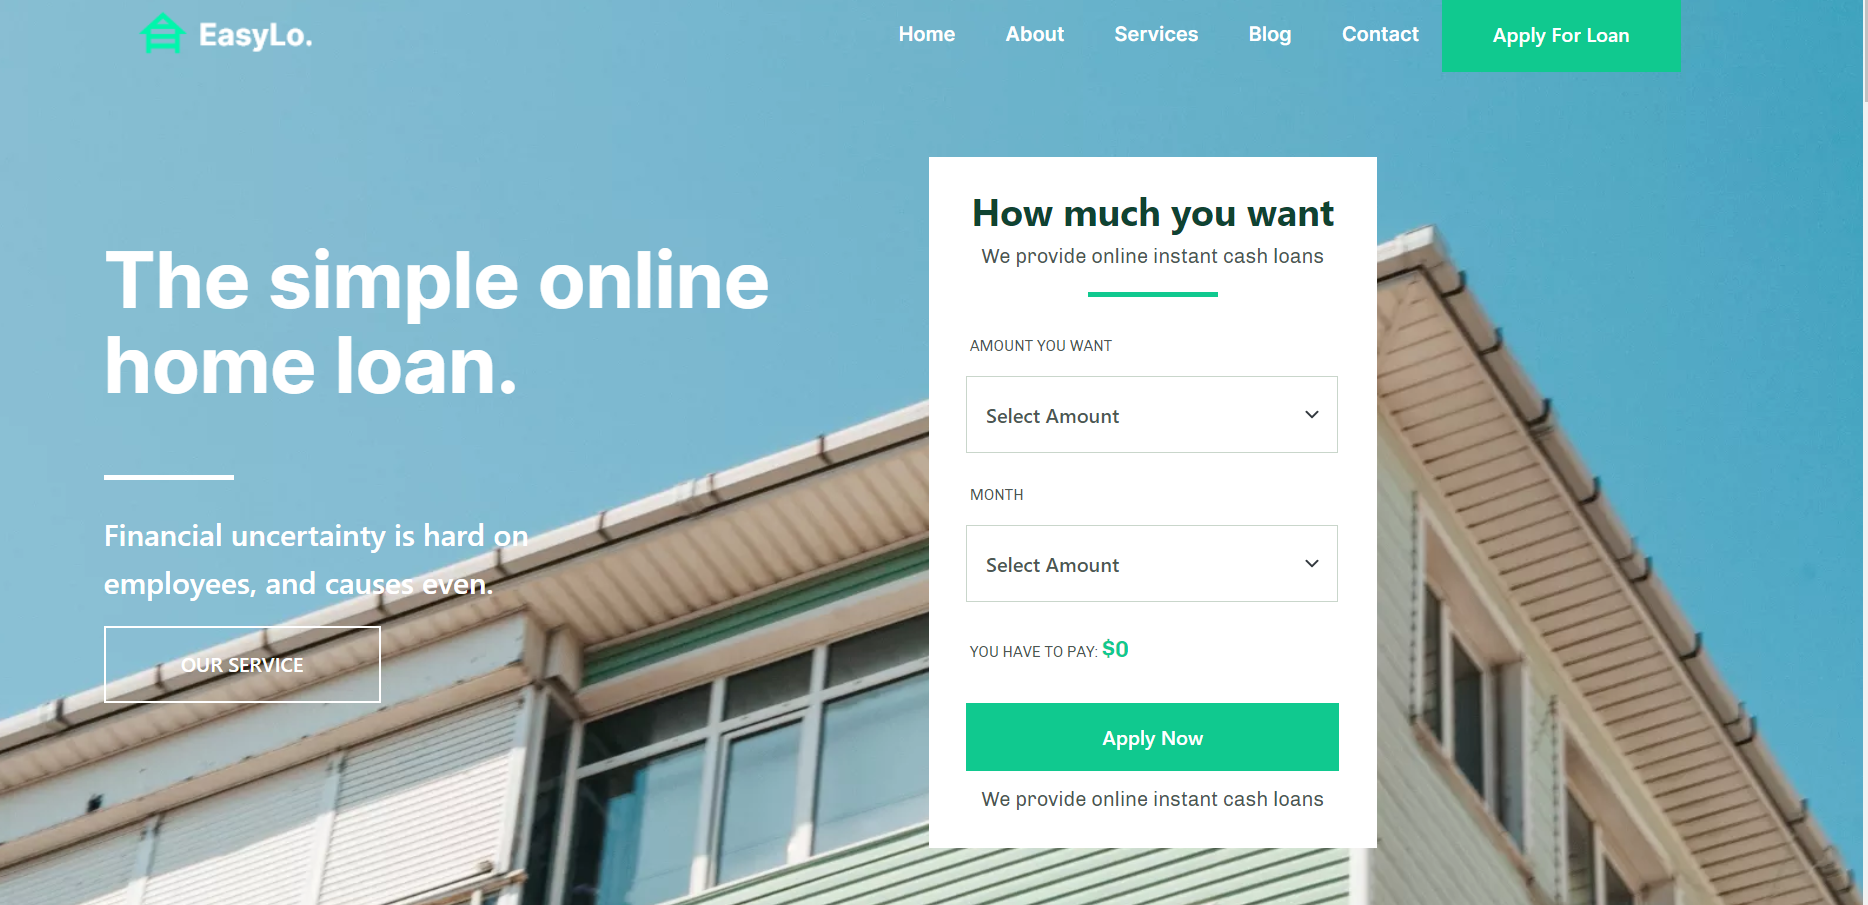 EasyLo.
Home About Services Blog Contact Apply For Loan
The simple online
home loan.
Financial uncertainty is hard on
employees, and causes even.
OUR SERVICE
How much you want
We provide online instant cash loans
AMOUNT YOU WANT
Select Amount
MONTH
Select Amount
YOU HAVE TO PAY: $0
Apply Now
We provide online instant cash loans